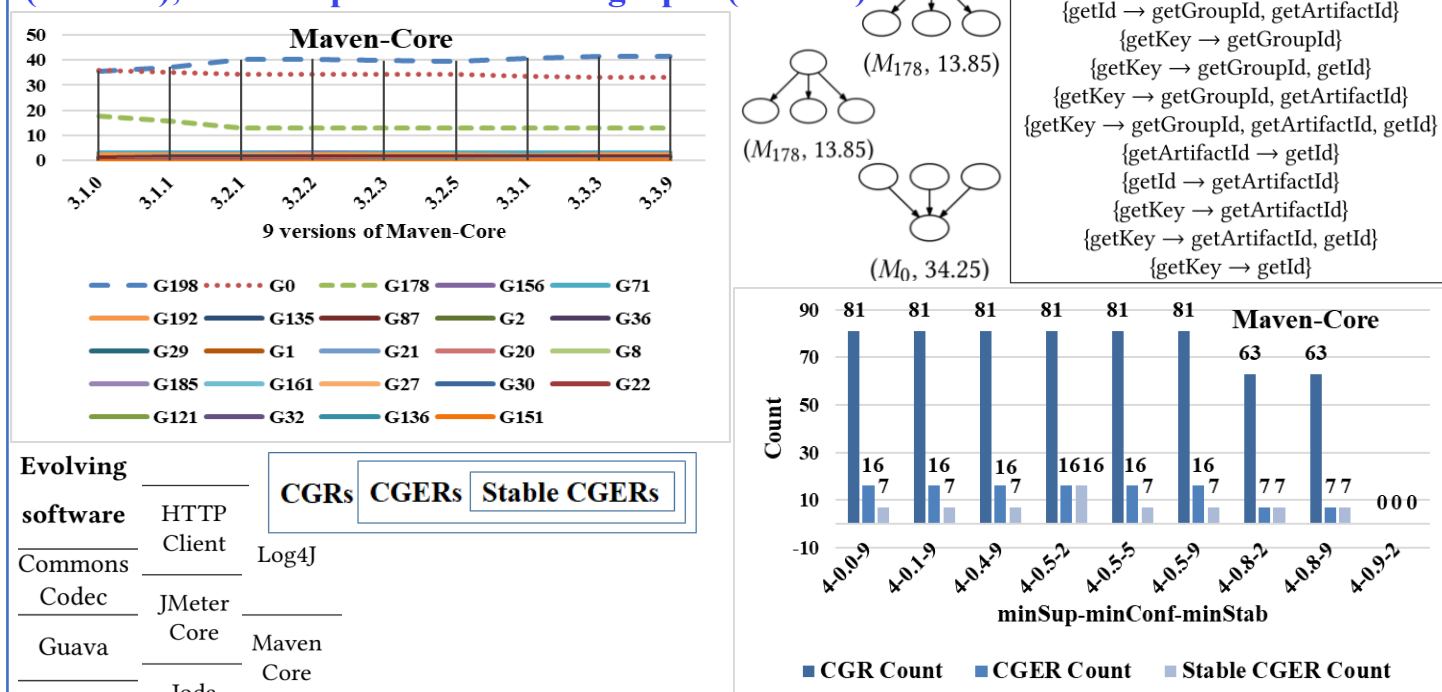 Maven-Core
50
40
30
20
10
0
3.1.0 3.1.1 3.2.1 3.2.2 3.2.3 3.2.5 3.3.1 3.3.3 3.3.9
9 versions of Maven-Core
G198 G0 G178 G156 G71
G192 G135 G87 G2 G36
G29 G1 G21 G20 G8
G185 G161 G27 G30 G22
G121 G32 G136 G151
(M178, 13.85)
(M178, 13.85)
(M0, 34.25)
{getId → getGroupId, getArtifactId}
{getKey → getGroupId}
{getKey → getGroupId, getId}
{getKey → getGroupId, getArtifactId}
{getKey → getGroupId, getArtifactId, getId}
{getArtifactId → getId}
{getId → getArtifactId}
{getKey → getArtifactId}
{getKey → getArtifactId, getId}
{getKey → getId}
Evolving
software
Commons
Codec
Guava
HTTP
Client
JMeter
Core
Log4J
Maven
Core
CGRs CGERs Stable CGERs
Maven-Core
Count
90
70
50
30
10
-10
81 81 81 81 81 81 63 63
16 7 16 7 16 7 16 16 16 7 16 7 7 7 7 7 0 0 0
4-0.0-9 4-0.1-9 4-0.4-9 4-0.5-2 4-0.5-5 4-0.5-9 4-0.8-2 4-0.8-9 4-0.9-2
minSup-minConf-minStab
CGR Count CGER Count Stable CGER Count